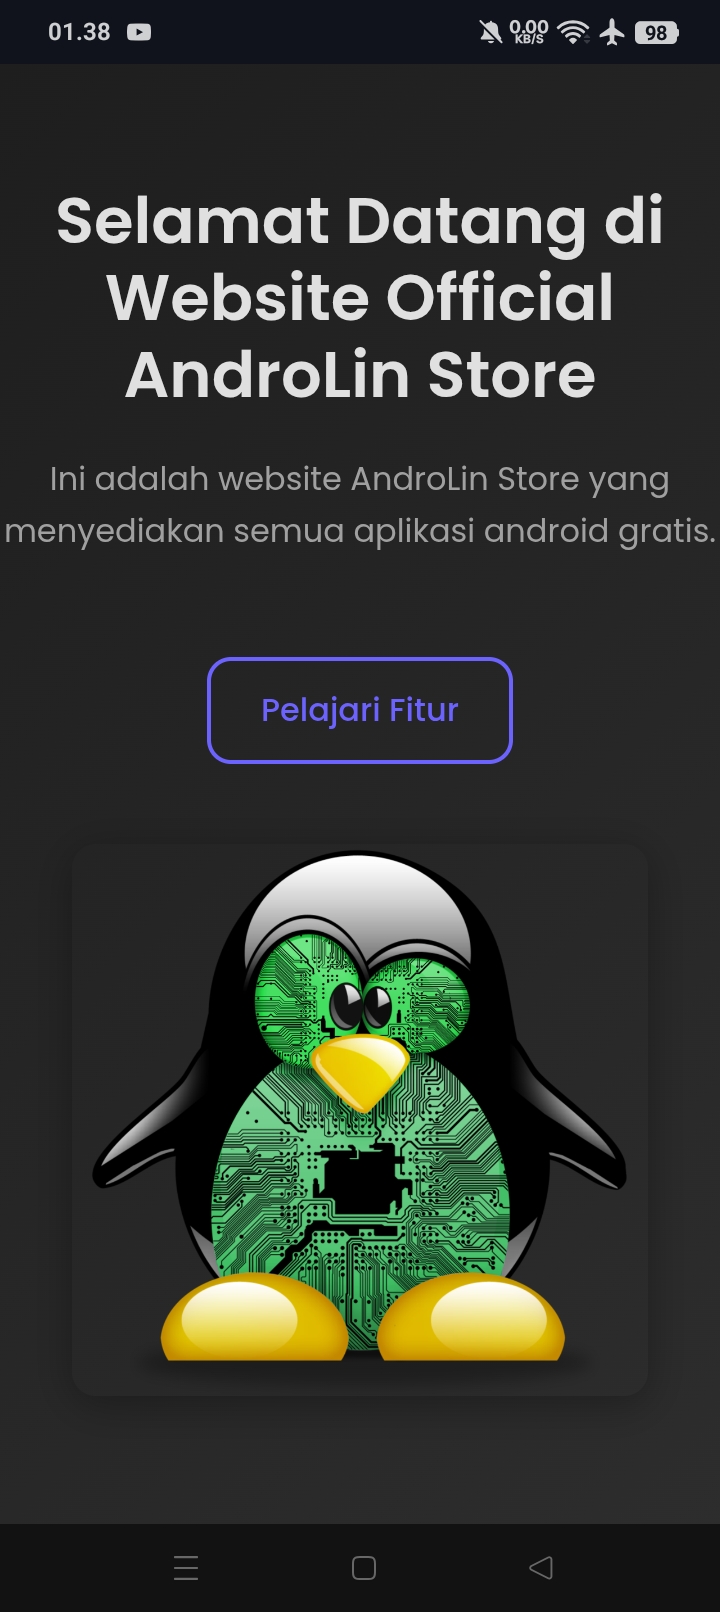 01.38
0.00
KB/S
98
Selamat Datang di
Website Official
AndroLin Store
Ini adalah website AndroLin Store yang
menyediakan semua aplikasi android gratis.
Pelajari Fitur